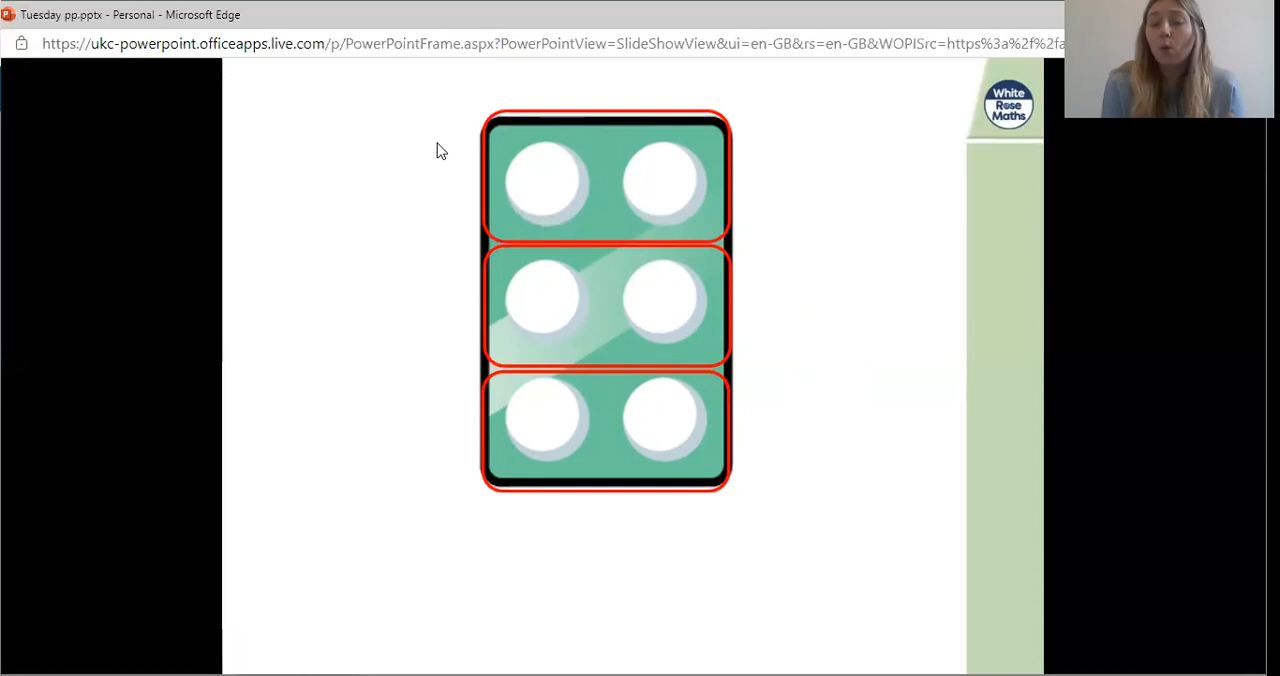 Tuesday pp.pptx - Personal - Microsoft Edge
https://ukc-powerpoint.officeapps.live.com/p/PowerPointFrame.aspx?PowerPointView=SlideShowView&ui=en-GB&rs=en-GB&WOPISrc=https%3a%2f%2fa
White
Rose
Maths